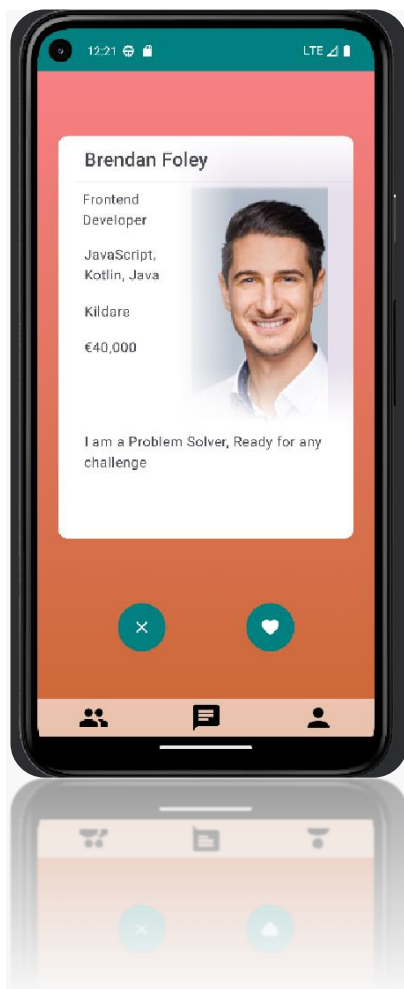 12:21 LTE
Brendan Foley
Frontend
Developer
JavaScript,
Kotlin, Java
Kildare
€40,000
I am a Problem Solver, Ready for any
challenge